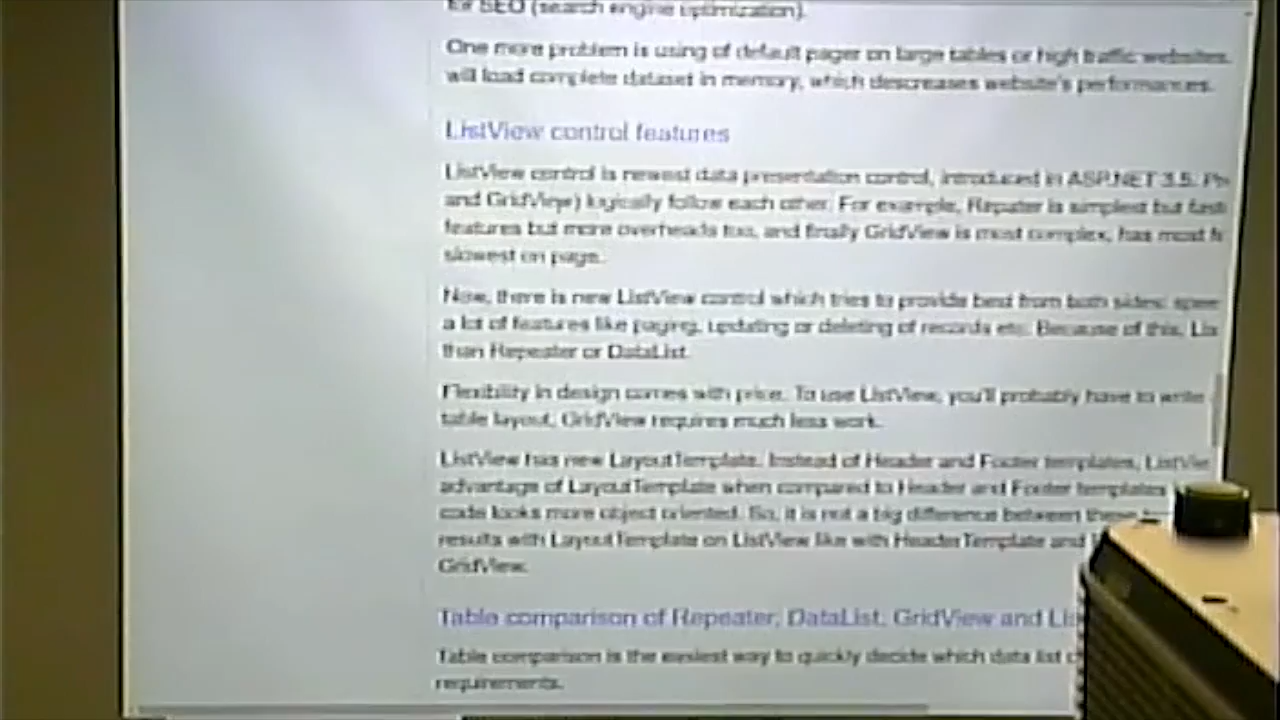 for SEO (search engine optimization).
One more problem is using of default pager on large tables or high traffic websites.
will load complete dataset in memory, which descreases website's performances.
ListView control features
ListView control is newest data presentation control, introduced in ASP.NET 3.5.
and GridView) logically follow each other. For example, Repater is simplest but
features but more overheads too, and finally GridView is most complex, has most
slowest on page.
Now, there is new ListView control which tries to provide best from both sides:
a lot of features like paging, updating or deleting of records etc. Because of this,
than Repeater or DataList.
Flexibility in design comes with price. To use ListView, you'll probably have to write
table layout, GridView requires much less work.
ListView has new LayoutTemplate. Instead of Header and Footer templates,
advantage of LayoutTemplate when compared to Header and Footer templates
code looks more object oriented. So, it is not a big difference between these
results with LayoutTemplate on ListView like with HeaderTemplate and
GridView.
Table comparison of Repeater, DataList, GridView and
Table comparison is the easiest way to quickly decide which data list
requirements.